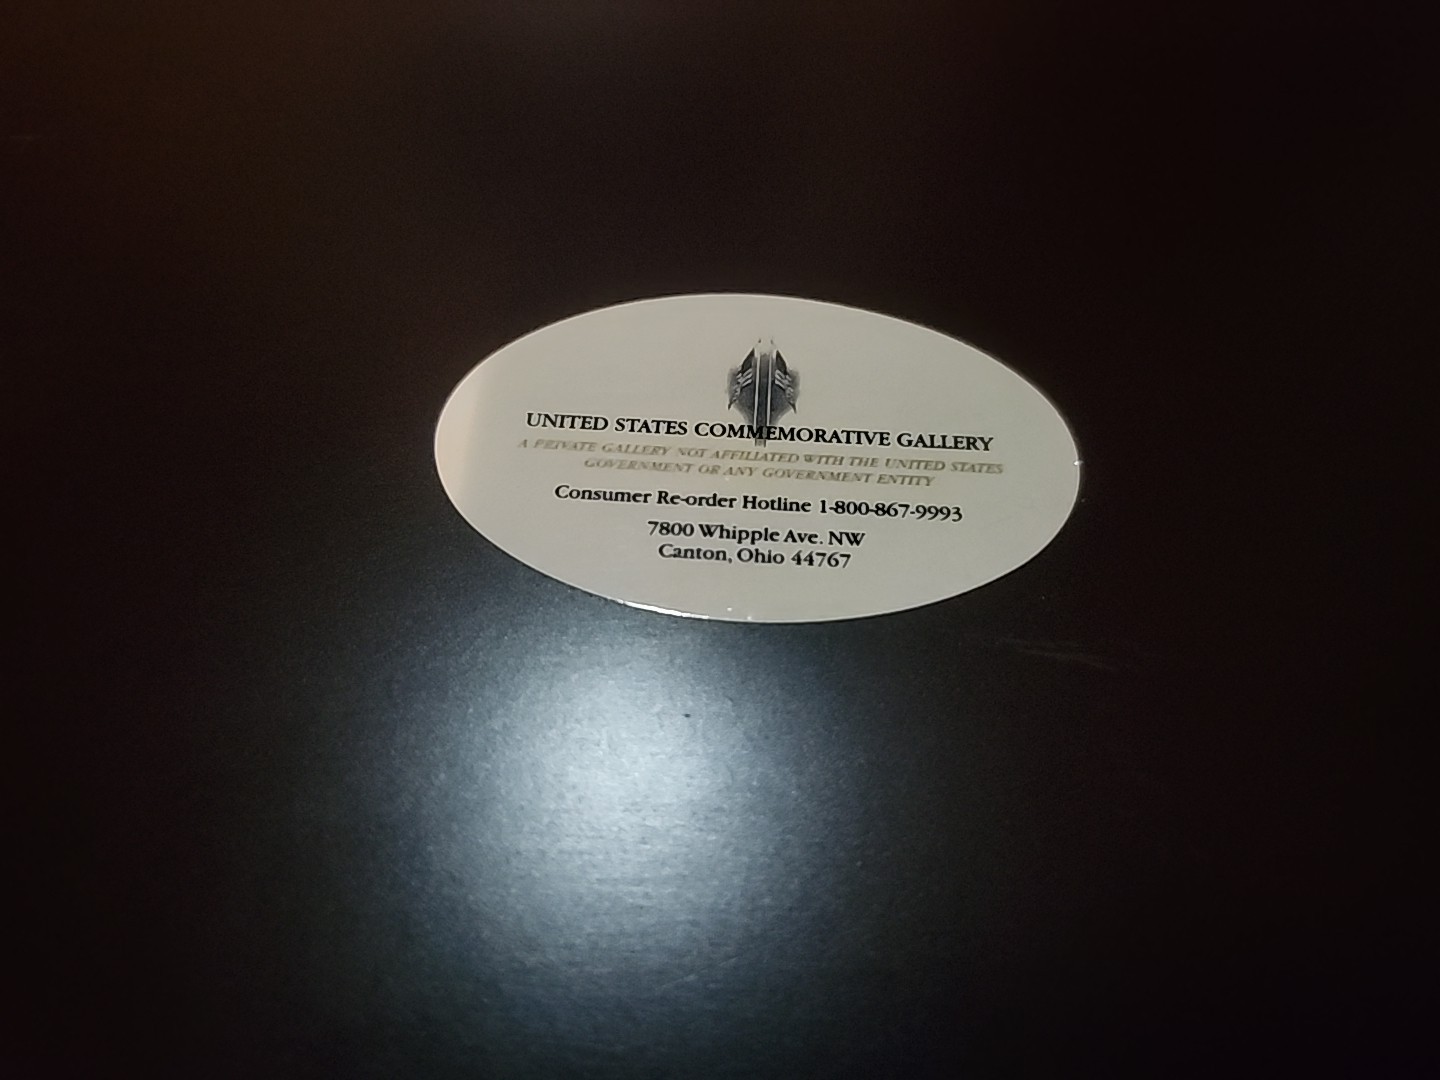 UNITED STATES COMMEMORATIVE GALLERY
A PRIVATE GALLERY NOT AFFILIATED WITH THE UNITED STATES
GOVERNMENT OR ANY GOVERNMENT ENTITY
Consumer Re-order Hotline 1-800-867-9993
7800 Whipple Ave. NW
Canton, Ohio 44767